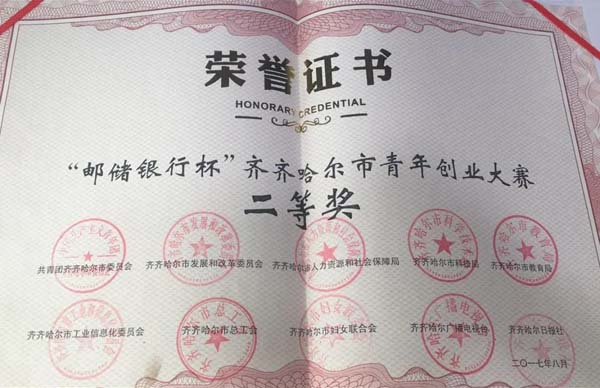 荣誉证书
HONORARY CREDENTIAL
“邮储银行杯”齐齐哈尔市青年创业大赛
二等奖
共青团齐齐哈尔市委员会 齐齐哈尔市发展和改革委员会 齐齐哈尔市人力资源和社会保障局 齐齐哈尔市科技局 齐齐哈尔市教育局
齐齐哈尔市工业信息化委员会 齐齐哈尔市总工会 齐齐哈尔市妇女联合会 齐齐哈尔广播电视台 齐齐哈尔日报社
二〇一七年八月